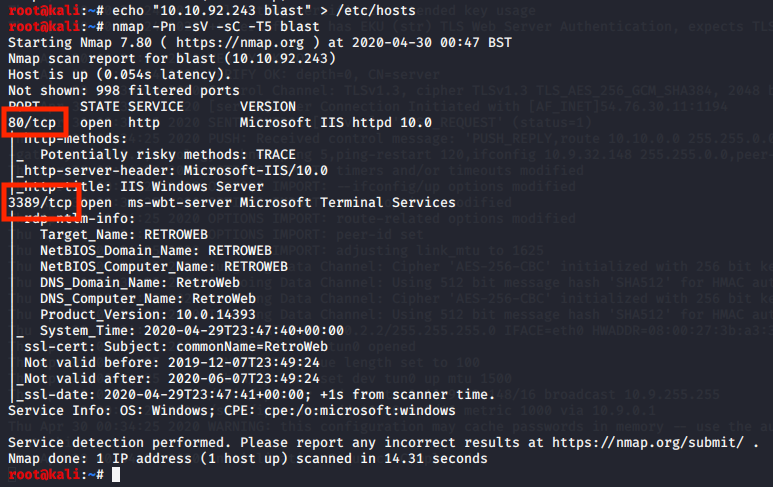 root@kali:~# echo "10.10.92.243 blast" > /etc/hosts
root@kali:~# nmap -Pn -sV -sC -T5 blast
Starting Nmap 7.80 ( https://nmap.org ) at 2020-04-30 00:47 BST
Nmap scan report for blast (10.10.92.243)
Host is up (0.054s latency).
Not shown: 998 filtered ports
PORT     STATE SERVICE       VERSION
80/tcp   open  http          Microsoft IIS httpd 10.0
| http-methods:
|_  Potentially risky methods: TRACE
|_http-server-header: Microsoft-IIS/10.0
|_http-title: IIS Windows Server
3389/tcp open  ms-wbt-server Microsoft Terminal Services
| rdp-ntlm-info:
|   Target_Name: RETROWEB
|   NetBIOS_Domain_Name: RETROWEB
|   NetBIOS_Computer_Name: RETROWEB
|   DNS_Domain_Name: RetroWeb
|   DNS_Computer_Name: RetroWeb
|   Product_Version: 10.0.14393
|_  System_Time: 2020-04-29T23:47:40+00:00
| ssl-cert: Subject: commonName=RetroWeb
| Not valid before: 2019-12-07T23:49:24
|_Not valid after:  2020-06-07T23:49:24
|_ssl-date: 2020-04-29T23:47:41+00:00; +1s from scanner time.
Service Info: OS: Windows; CPE: cpe:/o:microsoft:windows
Service detection performed. Please report any incorrect results at https://nmap.org/submit/ .
Nmap done: 1 IP address (1 host up) scanned in 14.31 seconds
root@kali:~#